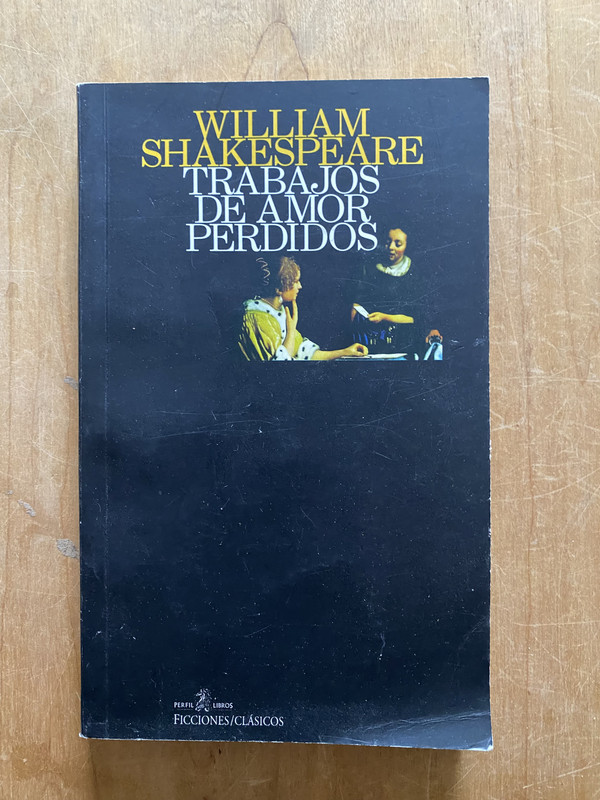 WILLIAM
SHAKESPEARE
TRABAJOS
DE AMOR
PERDIDOS
PERFIL LIBROS
FICCIONES/CLÁSICOS